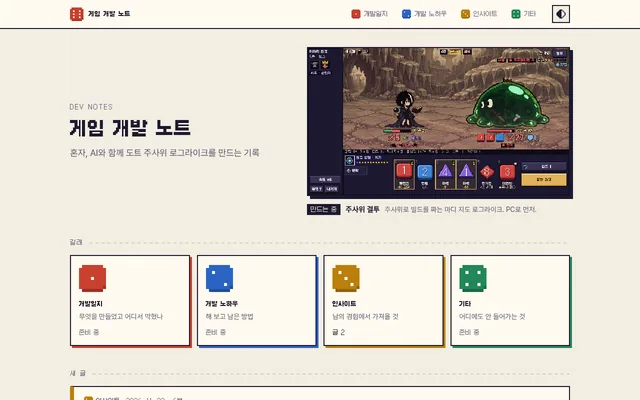 게임 개발 노트
개발일지
개발 노하우
인사이트
기타
DEV NOTES
게임 개발 노트
혼자, AI와 함께 도트 주사위 로그라이크를 만드는 기록
만드는 중 주사위 결투 주사위로 빌드를 짜는 마디 지도 로그라이크. PC로 먼저.
갈래
개발일지
무엇을 만들었고 어디서 막혔나
준비 중
개발 노하우
해 보고 남은 방법
준비 중
인사이트
남의 경험에서 가져올 것
글 2
기타
어디에도 안 들어가는 것
준비 중
새 글